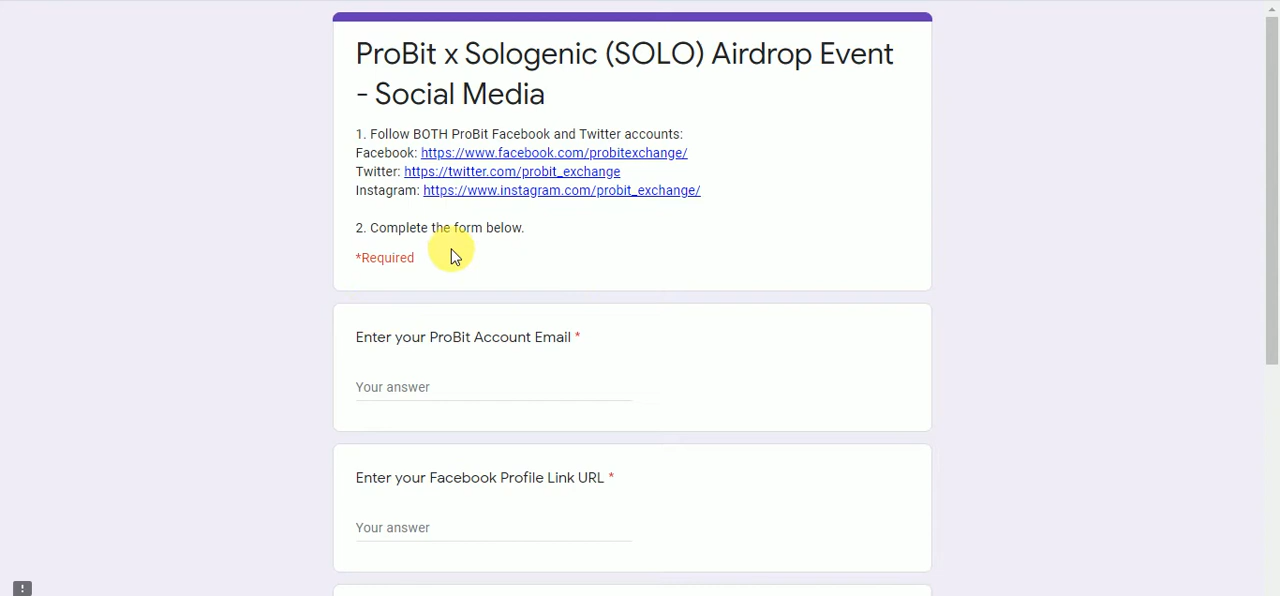 ProBit x Sologenic (SOLO) Airdrop Event
- Social Media
1. Follow BOTH ProBit Facebook and Twitter accounts:
Facebook: https://www.facebook.com/probitexchange/
Twitter: https://twitter.com/probit_exchange
Instagram: https://www.instagram.com/probit_exchange/
2. Complete the form below.
*Required
Enter your ProBit Account Email *
Your answer
Enter your Facebook Profile Link URL *
Your answer
!